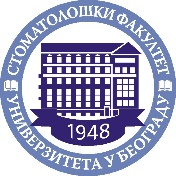 СТОМАТОЛОШКИ ФАКУЛТЕТ
УНИВЕРЗИТЕТА У БЕОГРАДУ
1948